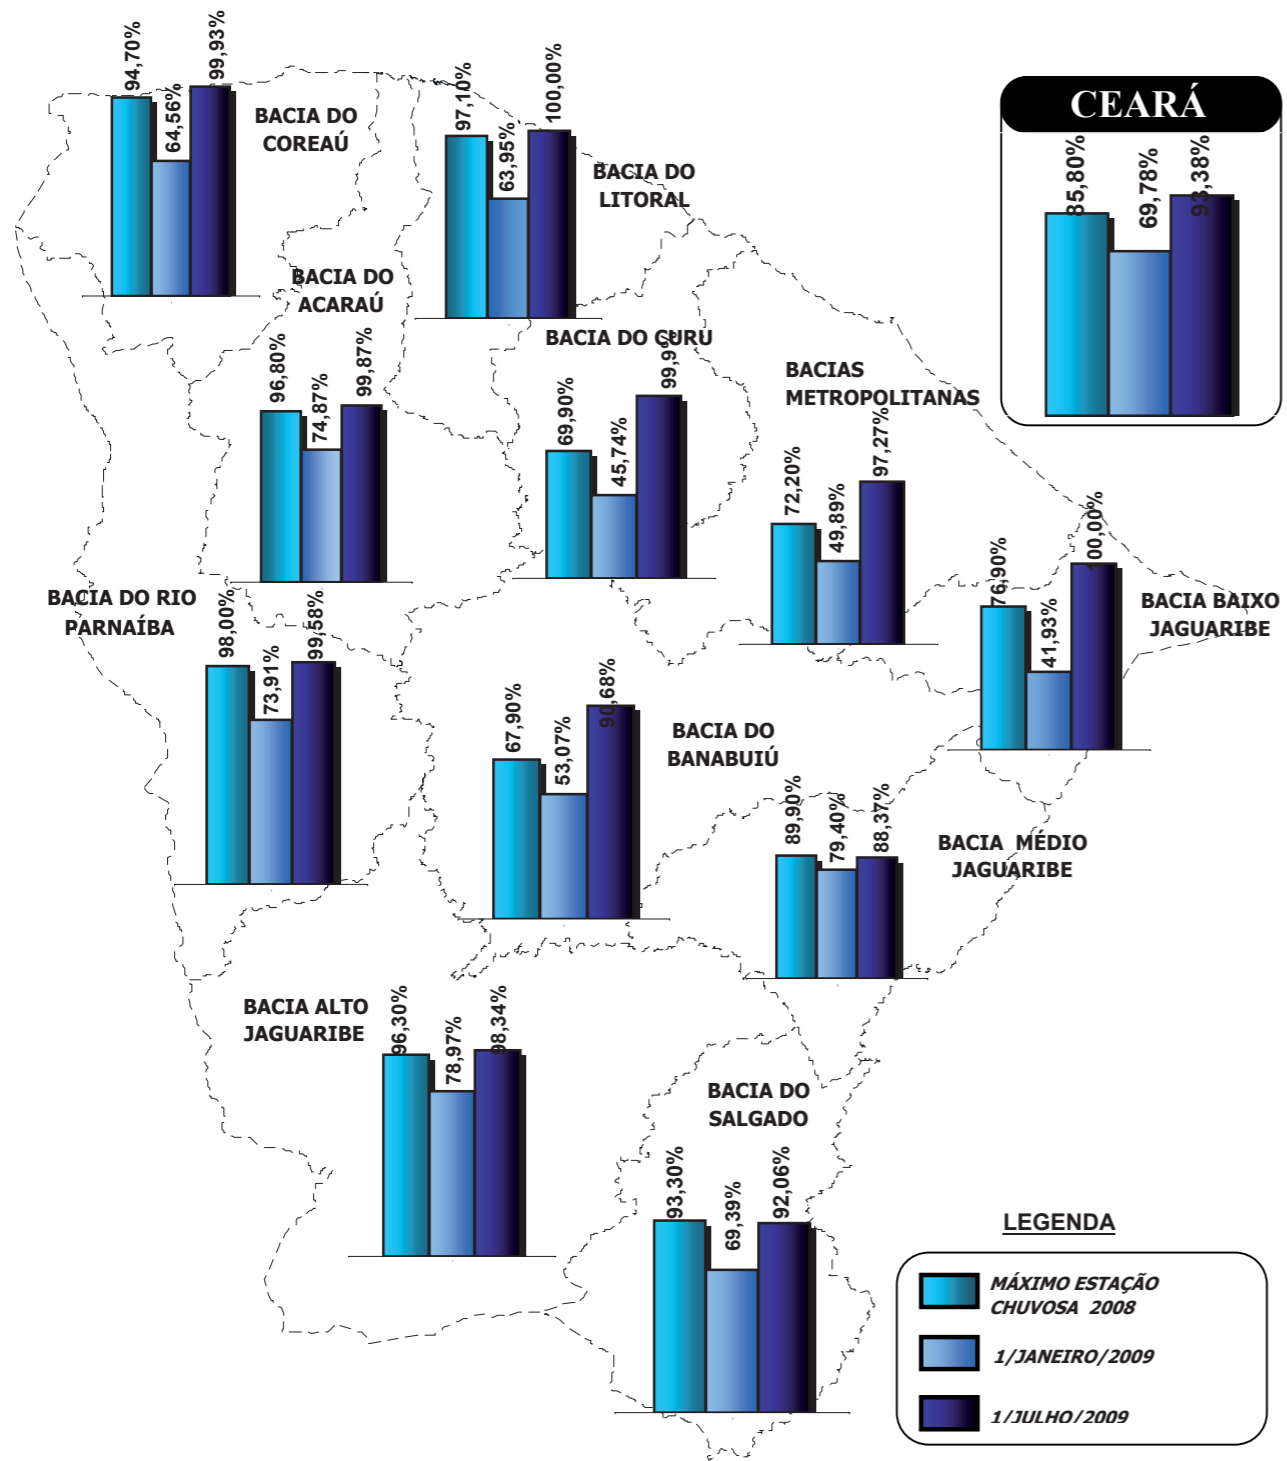 94,70%
64,56%
99,93%
BACIA DO
COREAÚ
97,10%
63,95%
100,00%
BACIA DO
LITORAL
CEARÁ
85,80%
69,78%
93,38%
BACIA DO
ACARAÚ
96,80%
74,87%
99,87%
BACIA DO CURU
69,90%
45,74%
BACIAS
METROPOLITANAS
72,20%
49,89%
97,27%
76,90%
41,93%
100,00%
BACIA BAIXO
JAGUARIBE
BACIA DO RIO
PARNAÍBA
98,00%
73,91%
99,58%
67,90%
53,07%
90,68%
BACIA DO
BANABUIÚ
89,90%
79,40%
88,37%
BACIA MÉDIO
JAGUARIBE
BACIA ALTO
JAGUARIBE
96,30%
78,97%
98,34%
BACIA DO
SALGADO
93,30%
69,39%
92,06%
LEGENDA
MÁXIMO ESTAÇÃO
CHUVOSA 2008
1/JANEIRO/2009
1/JULHO/2009